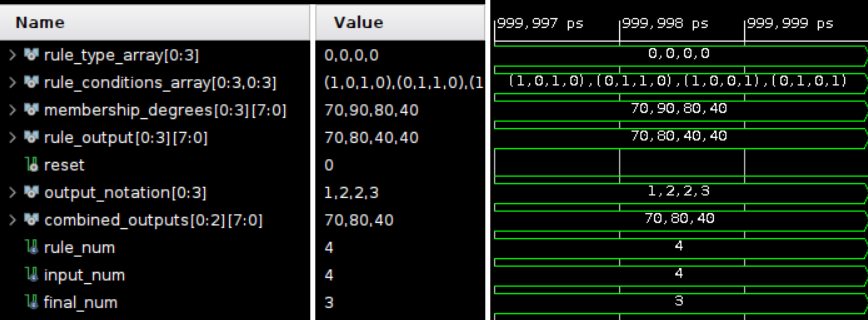 Name Value 999,997 ps 999,998 ps 999,999 ps
rule_type_array[0:3] 0,0,0,0 0,0,0,0
rule_conditions_array[0:3,0:3] (1,0,1,0),(0,1,1,0),(1 (1,0,1,0),(0,1,1,0),(1,0,0,1),(0,1,0,1)
membership_degrees[0:3][7:0] 70,90,80,40 70,90,80,40
rule_output[0:3][7:0] 70,80,40,40 70,80,40,40
reset 0
output_notation[0:3] 1,2,2,3 1,2,2,3
combined_outputs[0:2][7:0] 70,80,40 70,80,40
rule_num 4 4
input_num 4 4
final_num 3 3